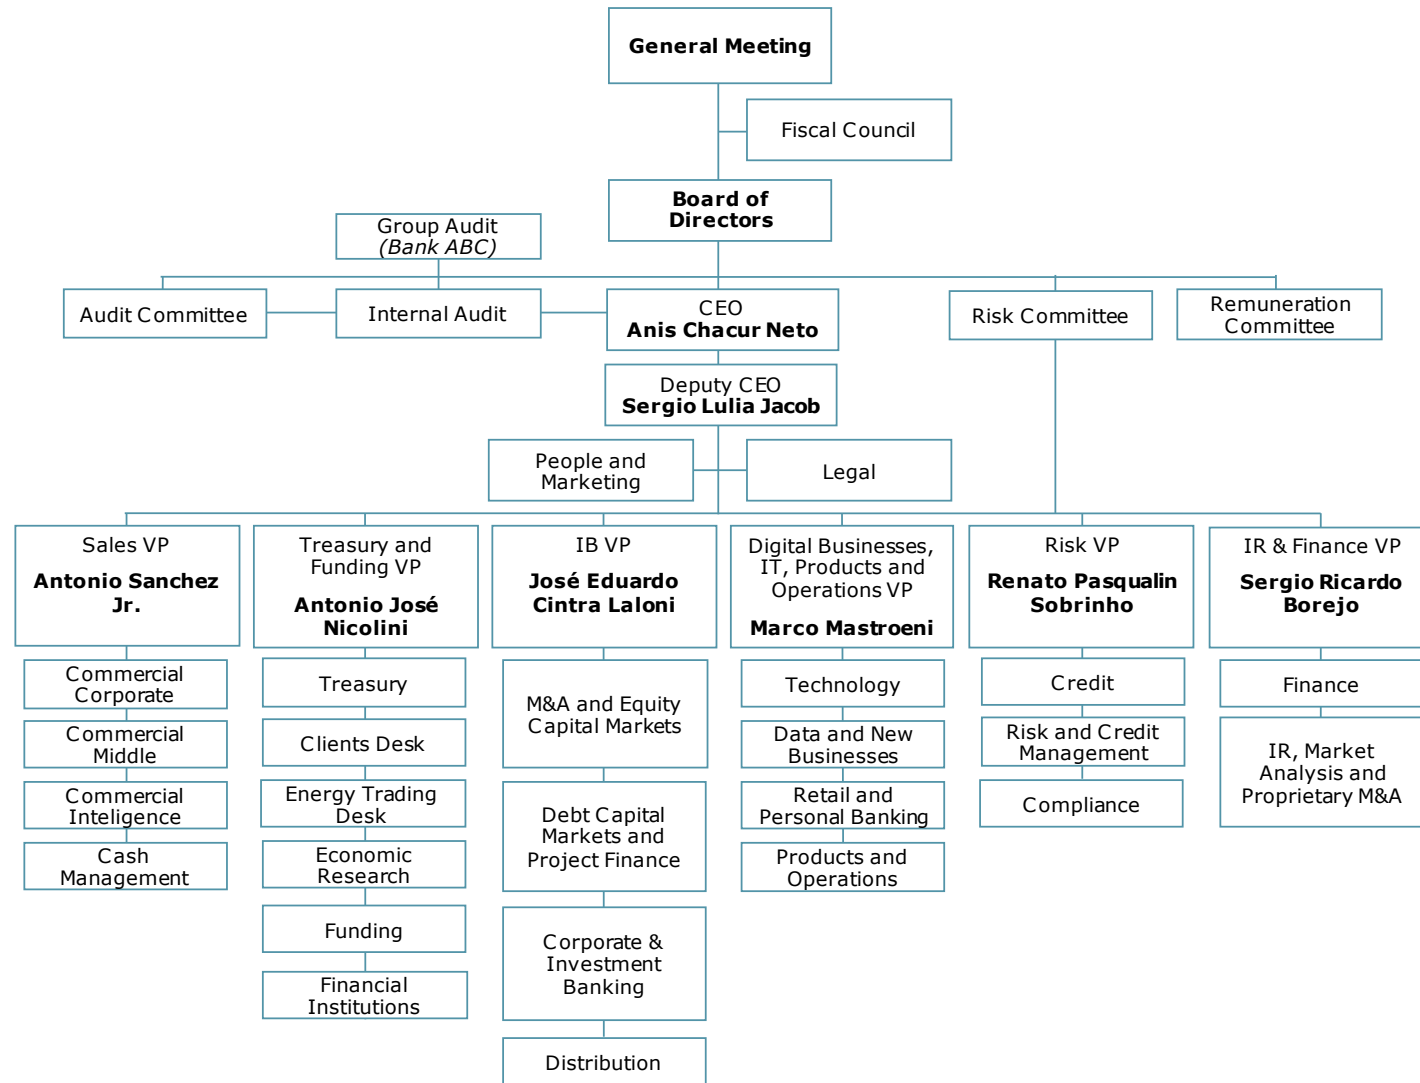 General Meeting
Fiscal Council
Board of
Directors
Group Audit
(Bank ABC)
Audit Committee
Internal Audit
CEO
Anis Chacur Neto
Risk Committee
Remuneration
Committee
Deputy CEO
Sergio Lulia Jacob
People and
Marketing
Legal
Sales VP
Antonio Sanchez
Jr.
Treasury and
Funding VP
Antonio José
Nicolini
IB VP
José Eduardo
Cintra Laloni
Digital Businesses,
IT, Products and
Operations VP
Marco Mastroeni
Risk VP
Renato Pasqualin
Sobrinho
IR & Finance VP
Sergio Ricardo
Borejo
Commercial
Corporate
Commercial
Middle
Commercial
Inteligence
Cash
Management
Treasury
Clients Desk
Energy Trading
Desk
Economic
Research
Funding
Financial
Institutions
M&A and Equity
Capital Markets
Debt Capital
Markets and
Project Finance
Corporate &
Investment
Banking
Distribution
Technology
Data and New
Businesses
Retail and
Personal Banking
Products and
Operations
Credit
Risk and Credit
Management
Compliance
Finance
IR, Market
Analysis and
Proprietary M&A